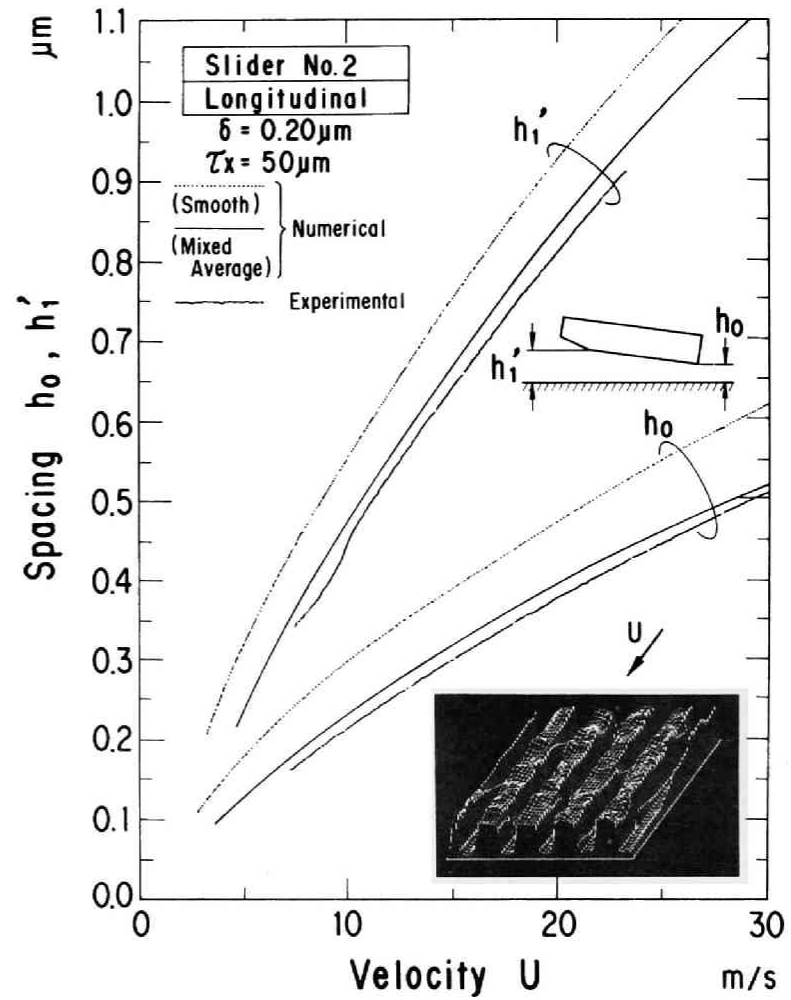 μm
1.1
1.0
0.9
0.8
0.7
0.6
0.5
0.4
0.3
0.2
0.1
0.0
Spacing h₀, h₁'
Slider No.2
Longitudinal
δ = 0.20μm
τx = 50μm
(Smooth)
(Mixed
Average)
Numerical
Experimental
h₁'
h₀
h₁'
h₀
U
0
10
20
30
Velocity U
m/s